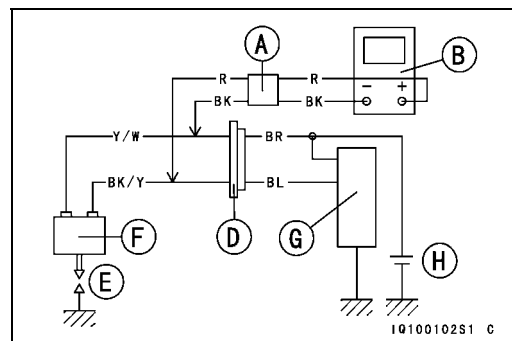 A
B
R R
BK BK
- +
Y/W BR
BK/Y BL
F D G H
E
IQ100102S1 C